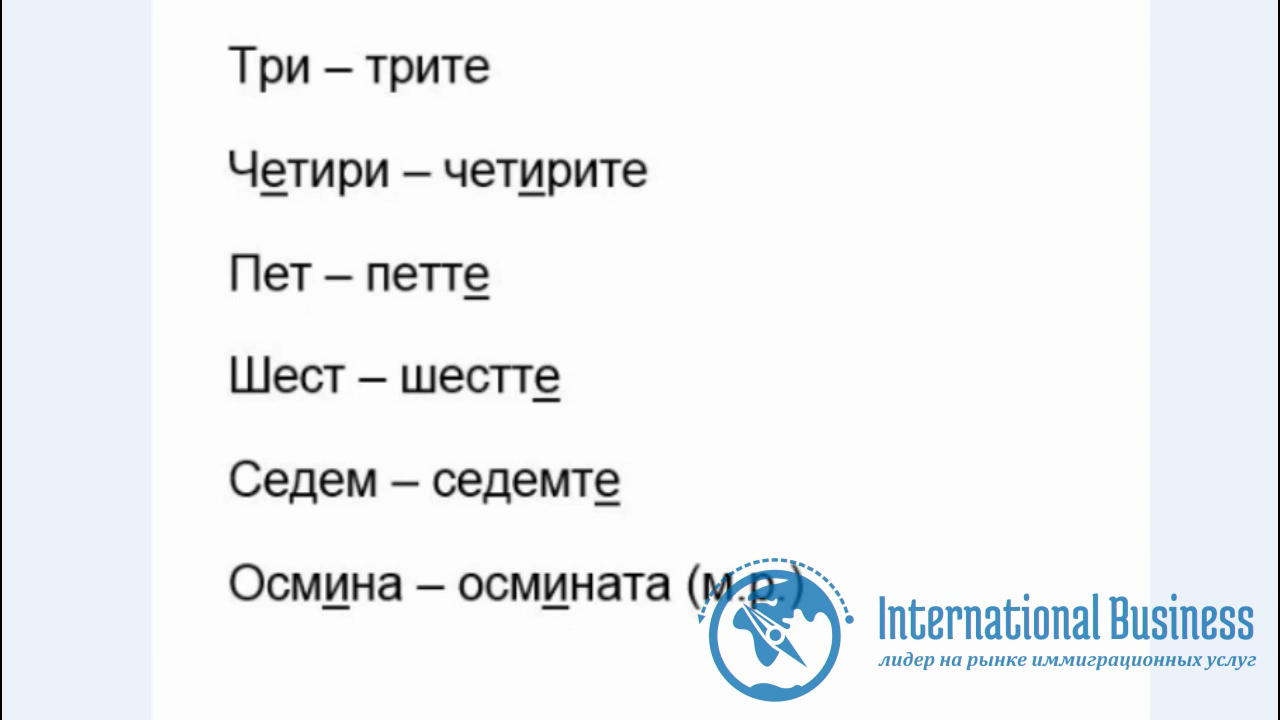 Три – трите
Четири – четирите
Пет – петте
Шест – шестте
Седем – седемте
Осмина – осмината (м.р.)
International Business
лидер на рынке иммиграционных услуг